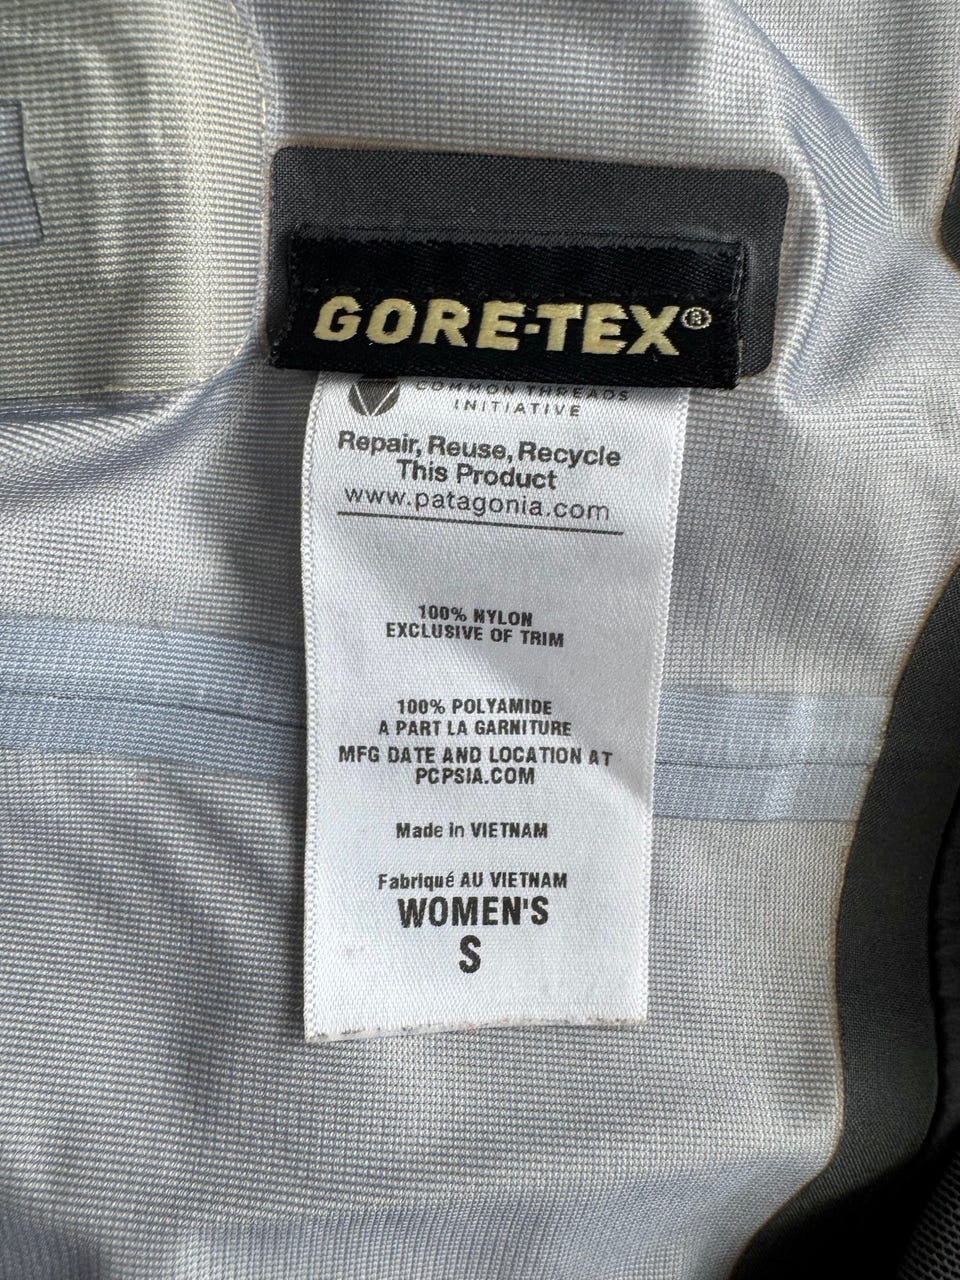 GORE-TEX®
COMMON THREADS
INITIATIVE
Repair, Reuse, Recycle
This Product
www.patagonia.com
100% NYLON
EXCLUSIVE OF TRIM
100% POLYAMIDE
A PART LA GARNITURE
MFG DATE AND LOCATION AT
PCPSIA.COM
Made in VIETNAM
Fabriqué AU VIETNAM
WOMEN'S
S